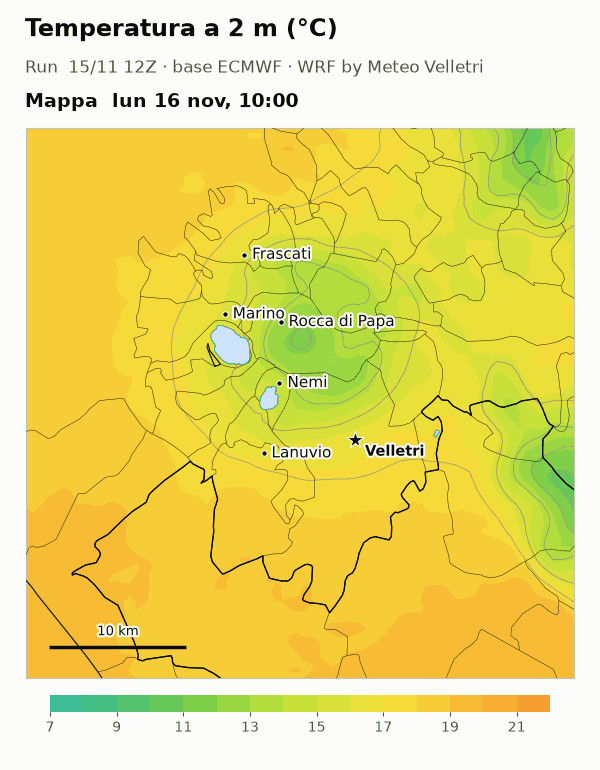 Temperatura a 2 m (°C)
Run  15/11 12Z · base ECMWF · WRF by Meteo Velletri
Mappa  lun 16 nov, 10:00
Frascati
Marino
Rocca di Papa
Nemi
Velletri
Lanuvio
10 km
7 9 11 13 15 17 19 21